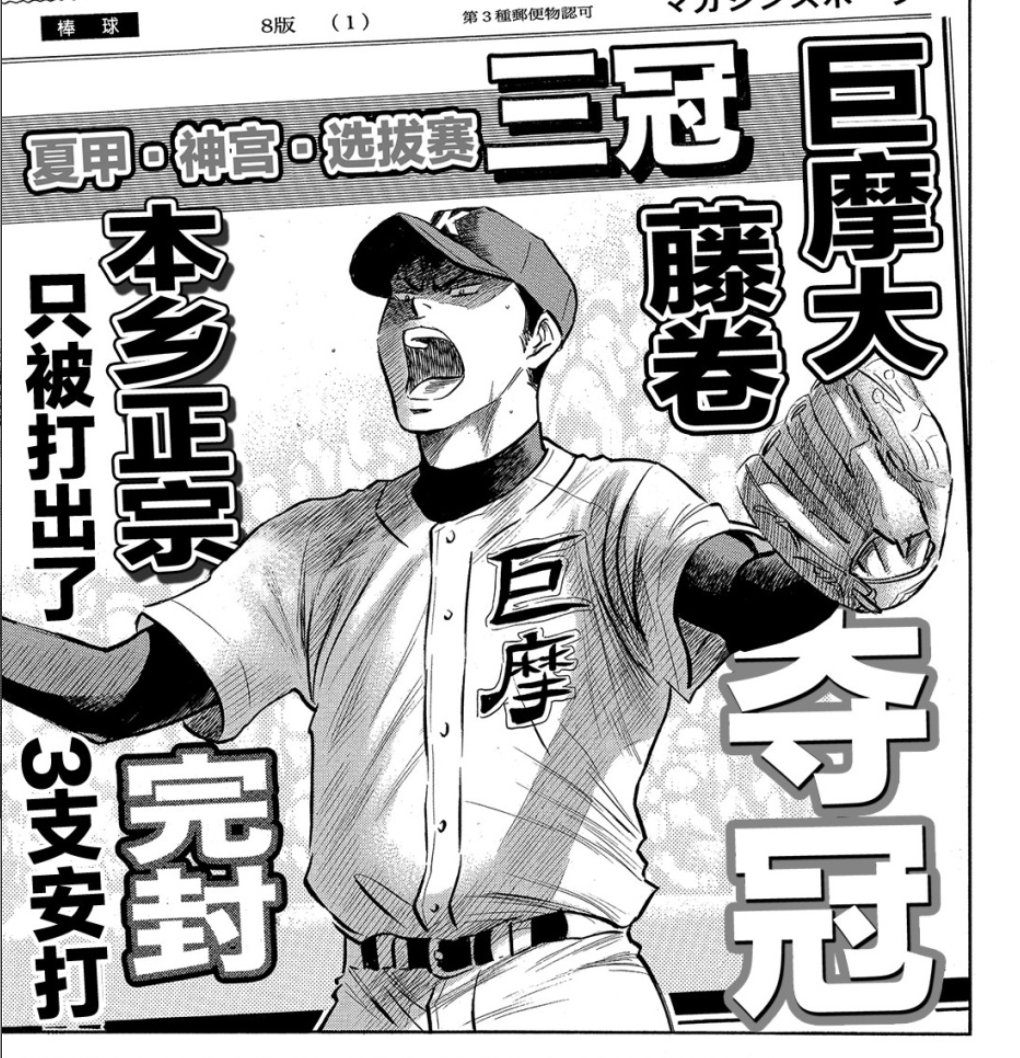 棒球
8版 (1)
第3種郵便物認可
マガジンスポーツ
巨摩大
藤卷
夺冠
三冠
夏甲·神宫·选拔赛
本乡正宗
完封
只被打出了
3支安打
K
巨摩